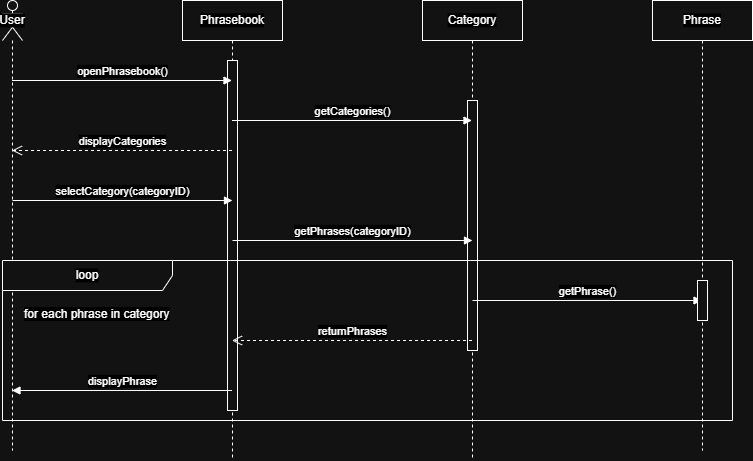 User
Phrasebook
Category
Phrase
openPhrasebook()
getCategories()
displayCategories
selectCategory(categoryID)
getPhrases(categoryID)
loop
getPhrase()
for each phrase in category
returnPhrases
displayPhrase